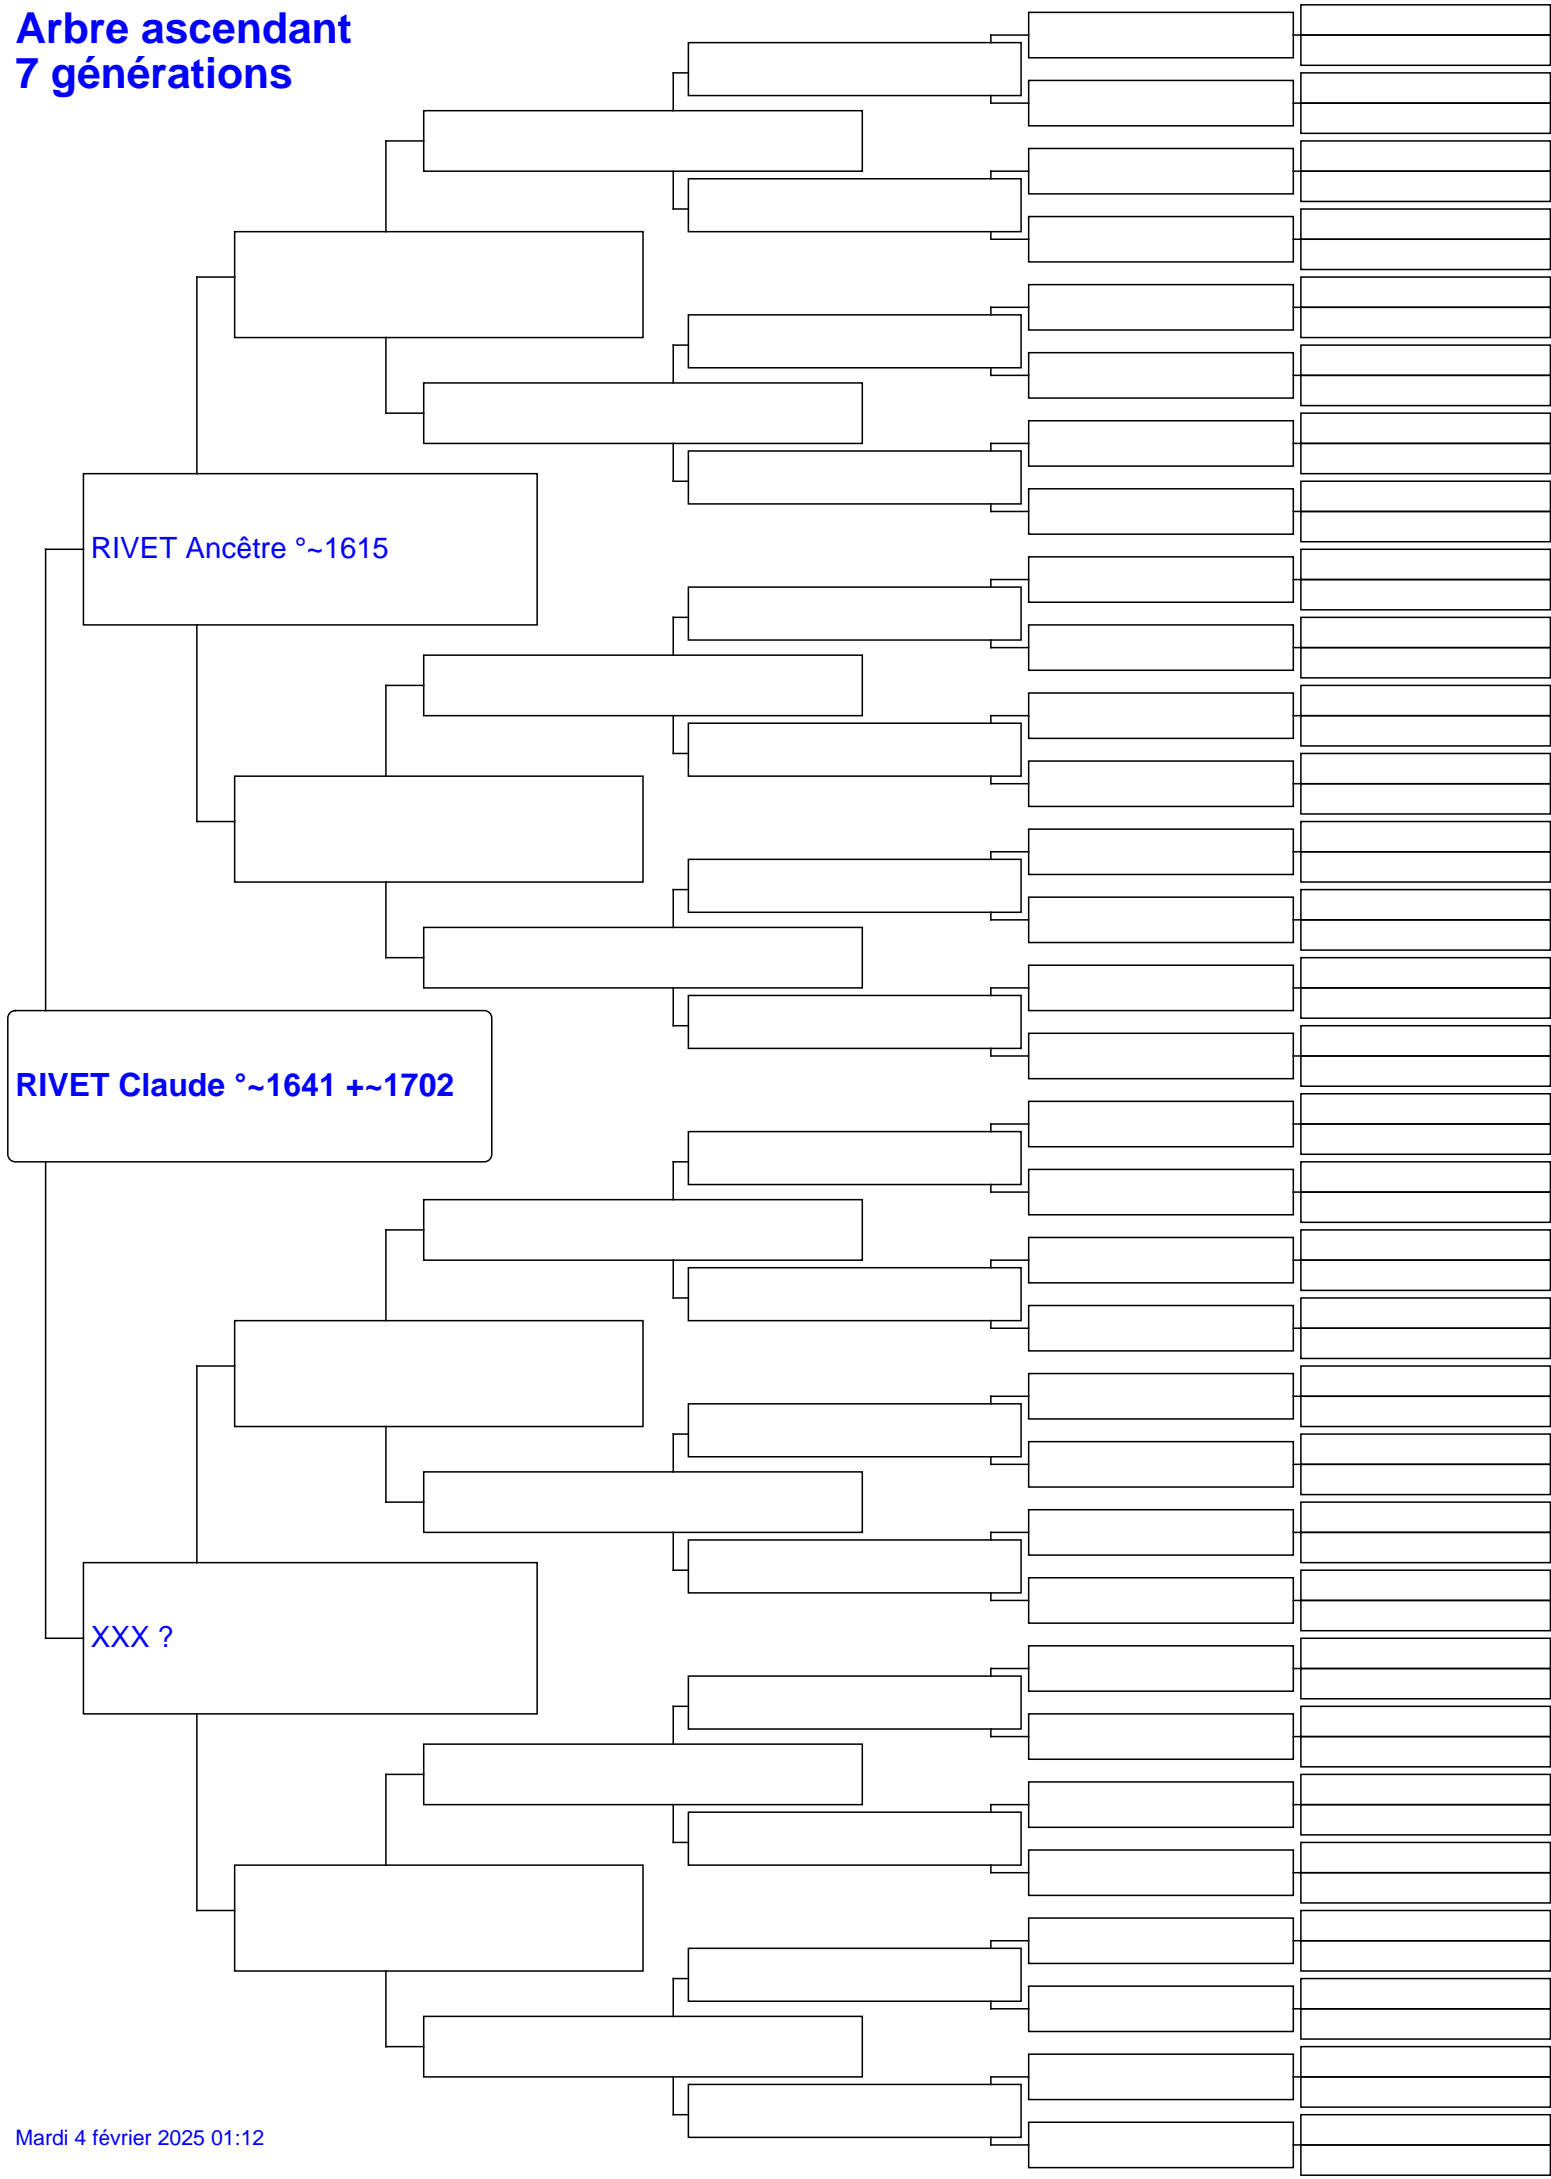 Arbre ascendant
7 générations
RIVET Ancêtre °~1615
RIVET Claude °~1641 +~1702
XXX ?
Mardi 4 février 2025 01:12